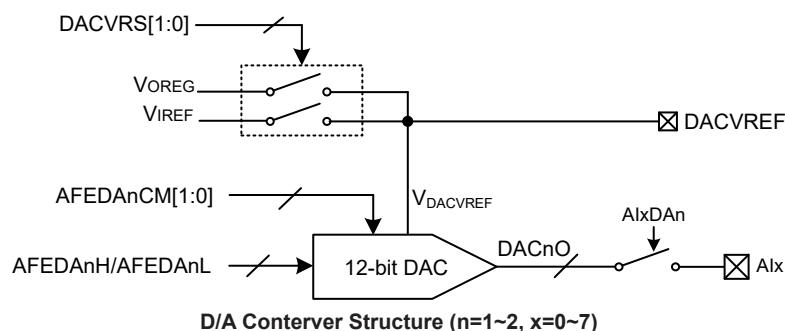 DACVRS[1:0]
VOREG
VIREF
DACVREF
AFEDAnCM[1:0]
VDACVREF
AIxDAn
AFEDAnH/AFEDAnL
12-bit DAC
DACnO
AIx
D/A Conterver Structure (n=1~2, x=0~7)